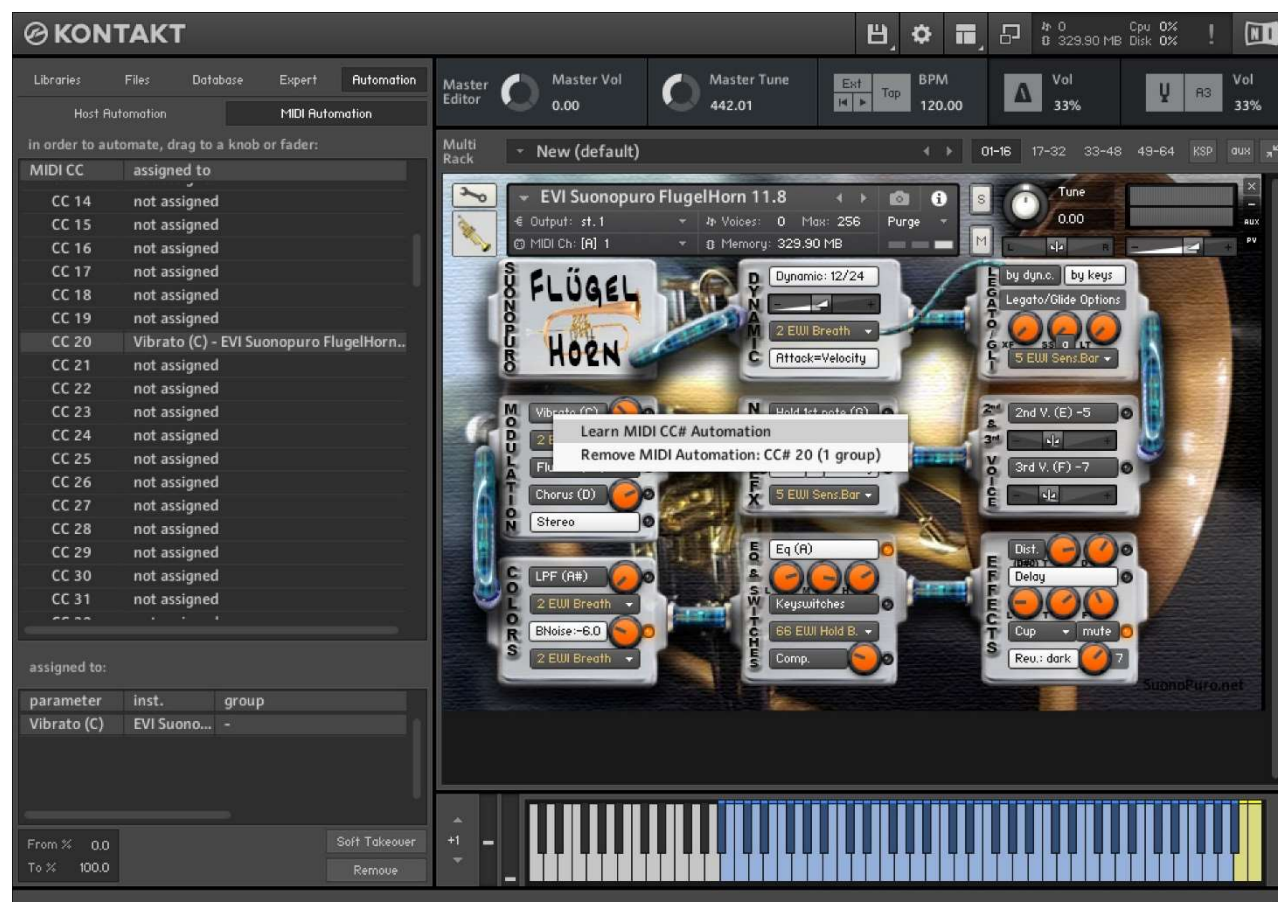 KONTAKT
0
Cpu 0%
329.90 MB
Disk 0%
!
NI
Libraries
Files
Database
Expert
Automation
Host Automation
MIDI Automation
in order to automate, drag to a knob or fader:
MIDI CC
assigned to
CC 14 not assigned
CC 15 not assigned
CC 16 not assigned
CC 17 not assigned
CC 18 not assigned
CC 19 not assigned
CC 20 Vibrato (C) - EVI Suonopuro FlugelHorn..
CC 21 not assigned
CC 22 not assigned
CC 23 not assigned
CC 24 not assigned
CC 25 not assigned
CC 26 not assigned
CC 27 not assigned
CC 28 not assigned
CC 29 not assigned
CC 30 not assigned
CC 31 not assigned
assigned to:
parameter inst. group
Vibrato (C) EVI Suono... -
From % 0.0
To % 100.0
Soft Takeover
Remove
Master Editor
Master Vol
0.00
Master Tune
442.01
Ext
Tap
BPM
120.00
Vol
33%
A3
Vol
33%
Multi Rack
New (default)
01-16
17-32
33-48
49-64
KSP
aux
EVI Suonopuro FlugelHorn 11.8
Output: st.1
Voices: 0 Max: 256
Purge
MIDI Ch: [A] 1
Memory: 329.90 MB
S
M
Tune
0.00
L
R
AUX
PV
SUONOPURO
FLÜGEL
HORN
DYNAMIC
Dynamic: 12/24
2 EWI Breath
Attack=Velocity
by dyn.c.
by keys
Legato/Glide Options
XF
SS
LT
5 EWI Sens.Bar
MODULATION
Vibrato (C)
Learn MIDI CC# Automation
Remove MIDI Automation: CC# 20 (1 group)
Chorus (D)
Stereo
Hold 1st note (G)
5 EWI Sens.Bar
2nd & 3rd VOICE
2nd V. (E) -5
3rd V. (F) -7
COLORS
LPF (A#)
2 EWI Breath
BNoise:-6.0
2 EWI Breath
EQ & SWITCHES
Eq (A)
Keyswitches
66 EWI Hold B.
Comp.
EFFECTS
Dist.
Delay
Cup
mute
Rev.: dark
7
SuonoPuro.net
+1